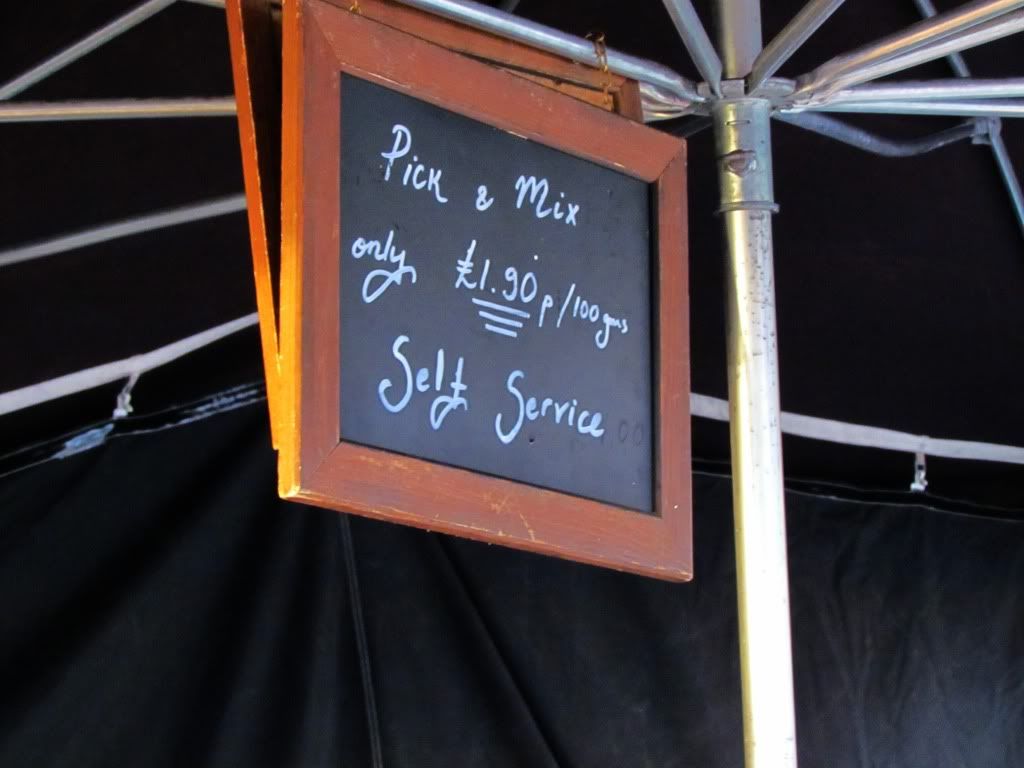 Pick & Mix
only £1.90p/100gms
Self Service